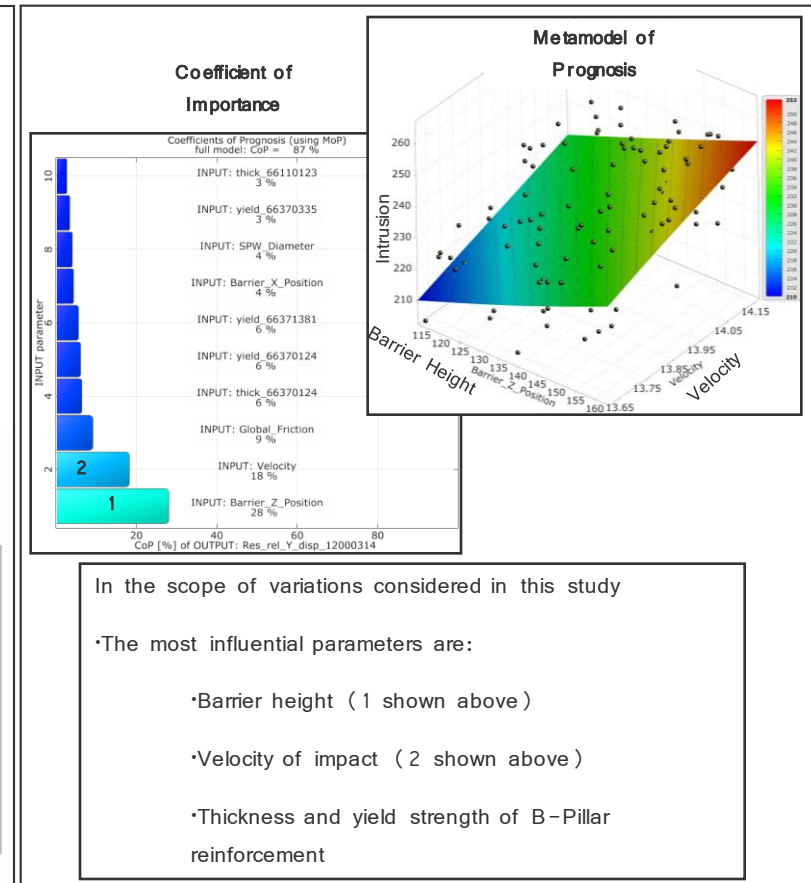 Coefficient of
Importance
Coefficients of Prognosis (using MoP)
full model: CoP = 87 %
INPUT parameter
10
8
6
4
2
INPUT: thick_66110123
3 %
INPUT: yield_66370335
3 %
INPUT: SPW_Diameter
4 %
INPUT: Barrier_X_Position
4 %
INPUT: yield_66371381
6 %
INPUT: yield_66370124
6 %
INPUT: thick_66370124
6 %
INPUT: Global_Friction
9 %
2
INPUT: Velocity
18 %
1
INPUT: Barrier_Z_Position
28 %
20 40 60 80
CoP [%] of OUTPUT: Res_rel_Y_disp_12000314
Metamodel of
Prognosis
Intrusion
260
250
240
230
220
210
115 120 125 130 135 140 145 150 155 160
Barrier Height
Barrier_Z_Position
13.65 13.75 13.85 13.95 14.05 14.15
Velocity
Velocity
In the scope of variations considered in this study
•The most influential parameters are:
•Barrier height (1 shown above)
•Velocity of impact (2 shown above)
•Thickness and yield strength of B-Pillar
reinforcement